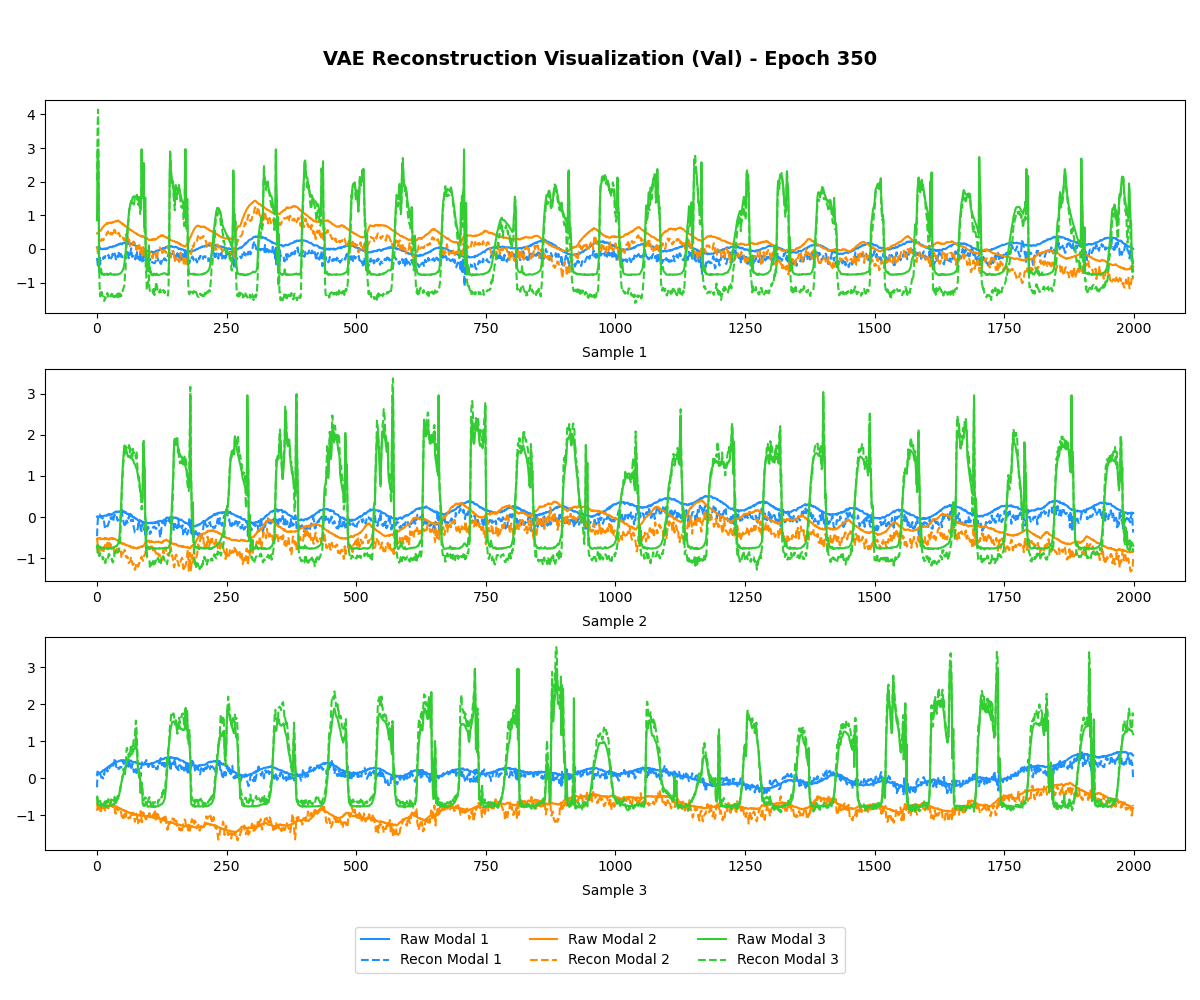 VAE Reconstruction Visualization (Val) - Epoch 350
4
3
2
1
0
−1
0 250 500 750 1000 1250 1500 1750 2000
Sample 1
3
2
1
0
−1
0 250 500 750 1000 1250 1500 1750 2000
Sample 2
3
2
1
0
−1
0 250 500 750 1000 1250 1500 1750 2000
Sample 3
Raw Modal 1 Raw Modal 2 Raw Modal 3
Recon Modal 1 Recon Modal 2 Recon Modal 3